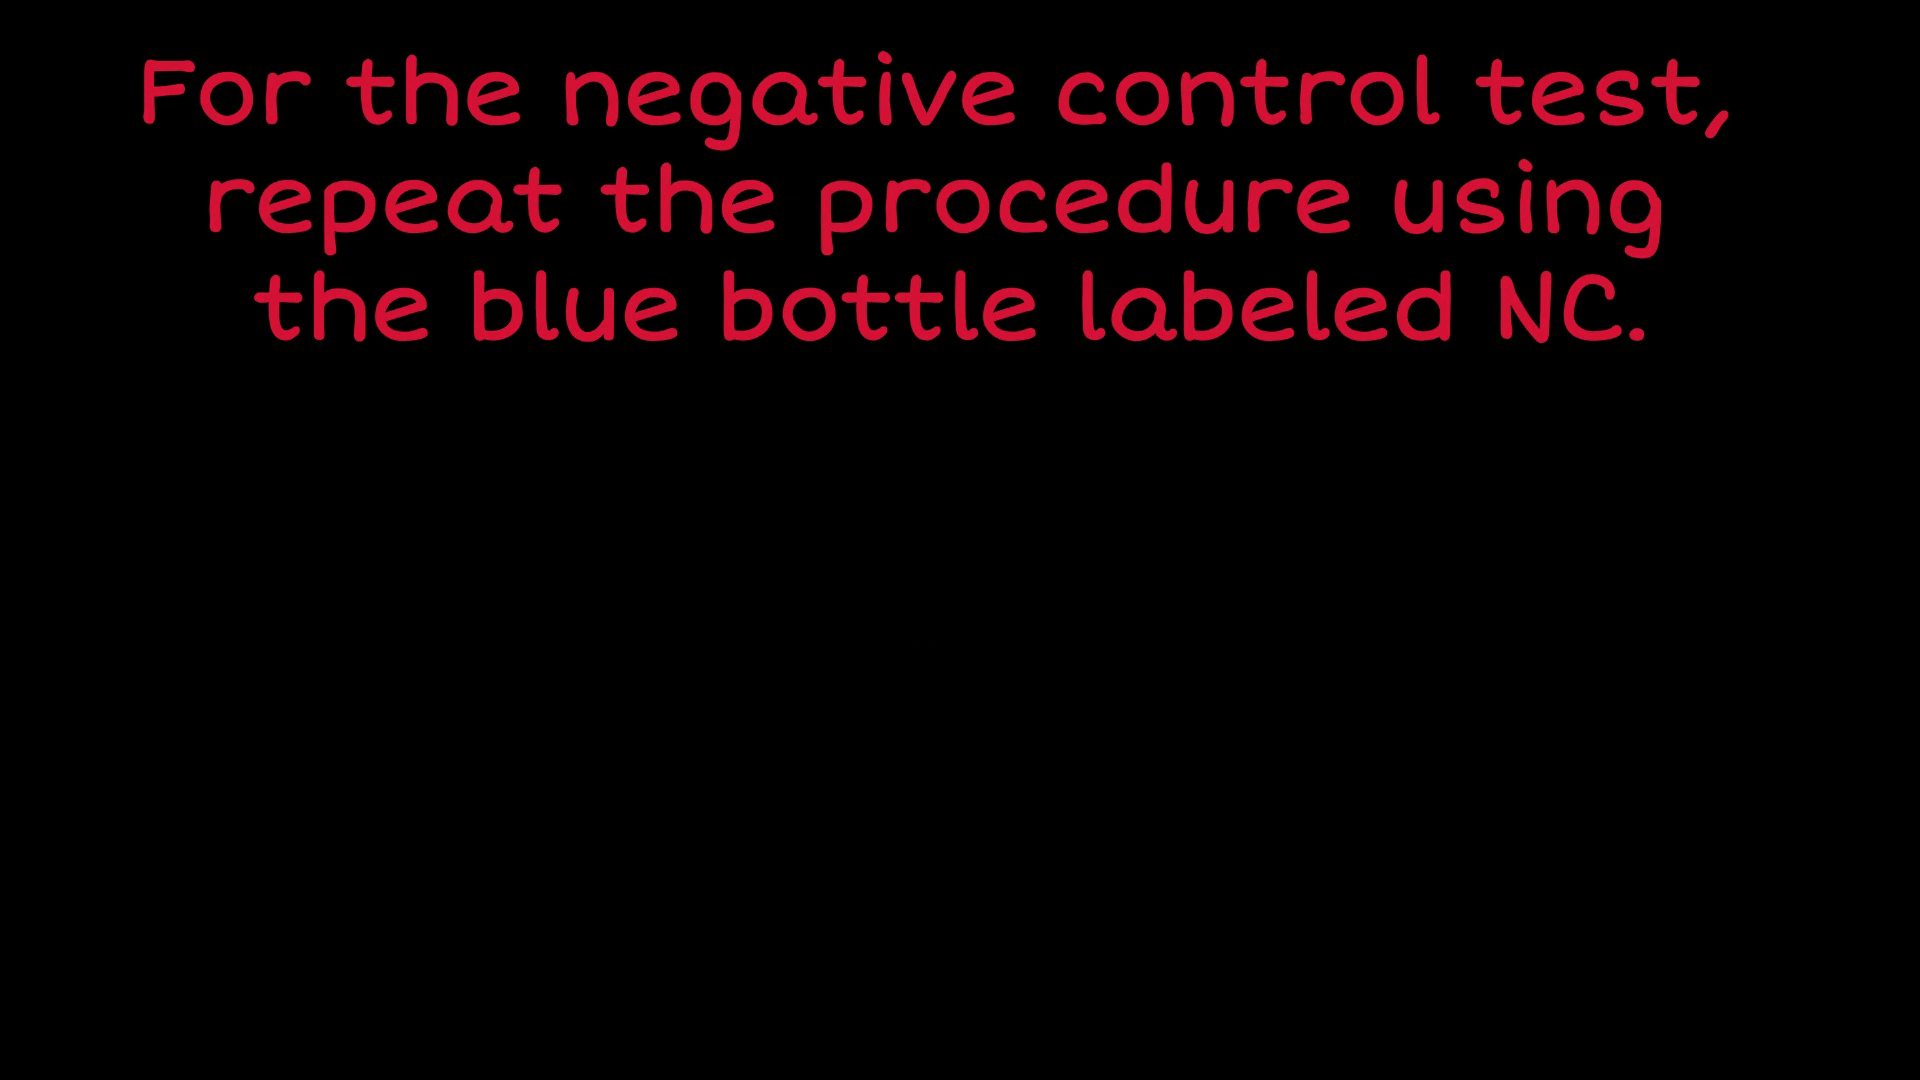 For the negative control test,
repeat the procedure using
the blue bottle labeled NC.